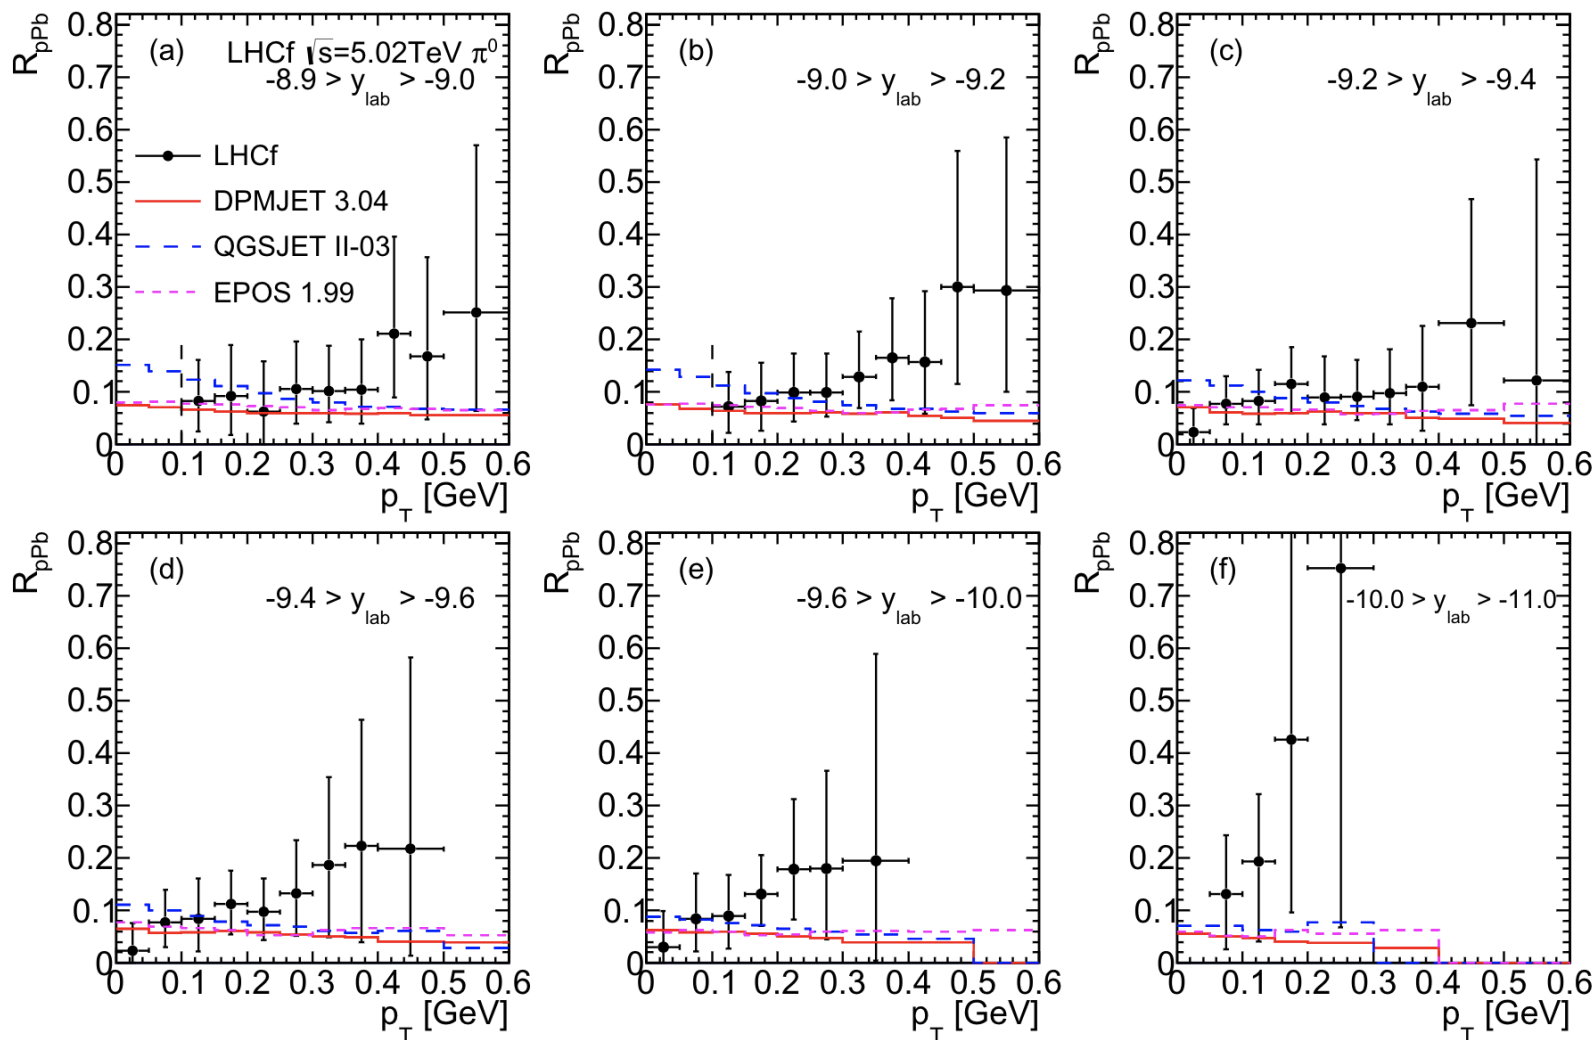 R_pPb
0.8
0.7
0.6
0.5
0.4
0.3
0.2
0.1
0
(a) LHCf √s=5.02TeV π⁰
-8.9 > y_lab > -9.0
LHCf
DPMJET 3.04
QGSJET II-03
EPOS 1.99
0 0.1 0.2 0.3 0.4 0.5 0.6
p_T [GeV]
R_pPb
0.8
0.7
0.6
0.5
0.4
0.3
0.2
0.1
0
(b)
-9.0 > y_lab > -9.2
0 0.1 0.2 0.3 0.4 0.5 0.6
p_T [GeV]
R_pPb
0.8
0.7
0.6
0.5
0.4
0.3
0.2
0.1
0
(c)
-9.2 > y_lab > -9.4
0 0.1 0.2 0.3 0.4 0.5 0.6
p_T [GeV]
R_pPb
0.8
0.7
0.6
0.5
0.4
0.3
0.2
0.1
0
(d)
-9.4 > y_lab > -9.6
0 0.1 0.2 0.3 0.4 0.5 0.6
p_T [GeV]
R_pPb
0.8
0.7
0.6
0.5
0.4
0.3
0.2
0.1
0
(e)
-9.6 > y_lab > -10.0
0 0.1 0.2 0.3 0.4 0.5 0.6
p_T [GeV]
R_pPb
0.8
0.7
0.6
0.5
0.4
0.3
0.2
0.1
0
(f)
-10.0 > y_lab > -11.0
0 0.1 0.2 0.3 0.4 0.5 0.6
p_T [GeV]